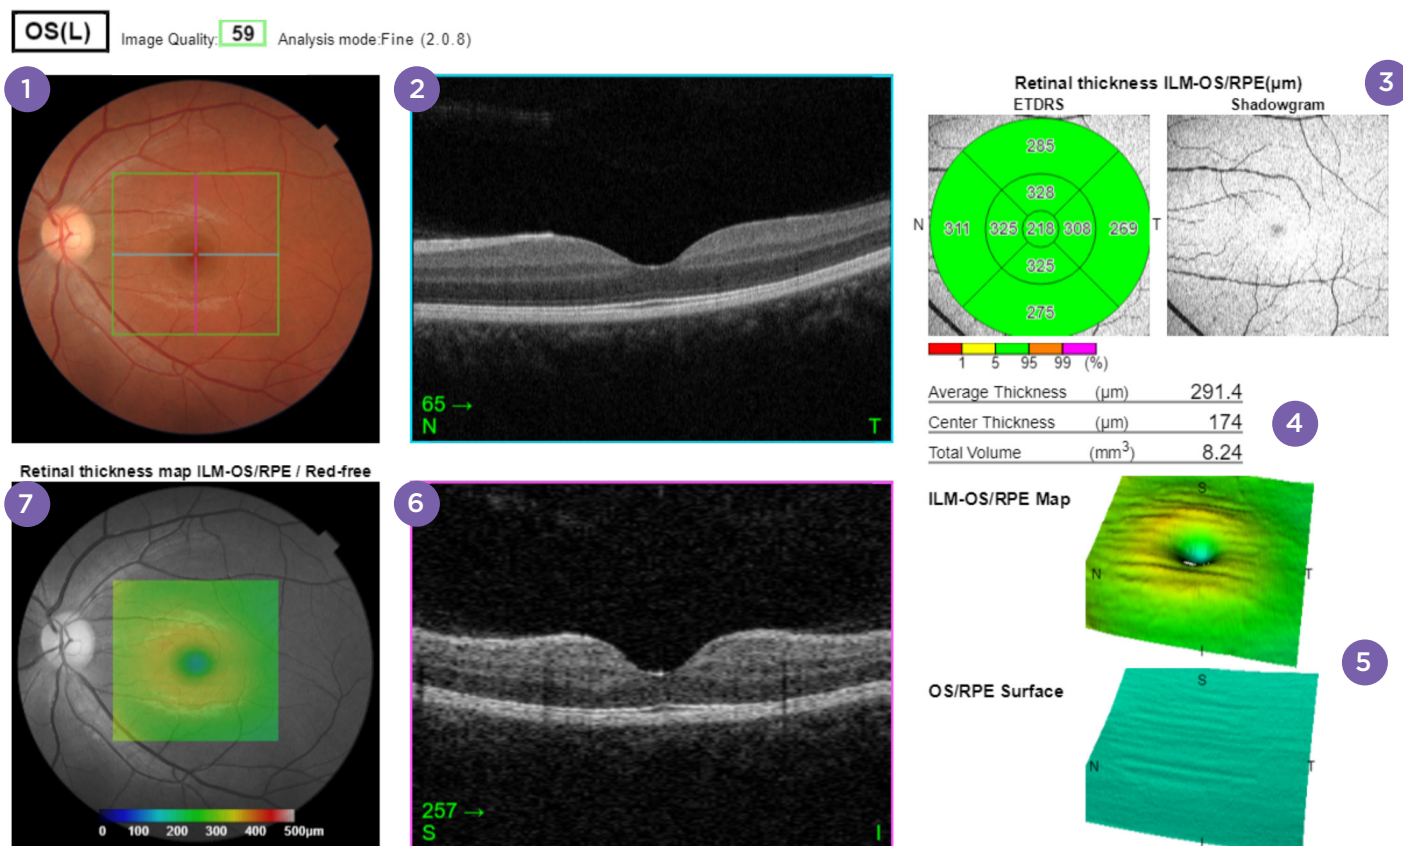 OS(L) Image Quality: 59 Analysis mode:Fine (2.0.8)
1
2
Retinal thickness ILM-OS/RPE(µm)
3
ETDRS
Shadowgram
285
328
N 311 325 218 308 269 T
325
275
1 5 95 99 (%)
65 →
N T
Average Thickness (µm) 291.4
Center Thickness (µm) 174
Total Volume (mm3) 8.24
4
Retinal thickness map ILM-OS/RPE / Red-free
7
0 100 200 300 400 500µm
6
257 →
S I
ILM-OS/RPE Map
S
N T
I
5
OS/RPE Surface
S
N T
I